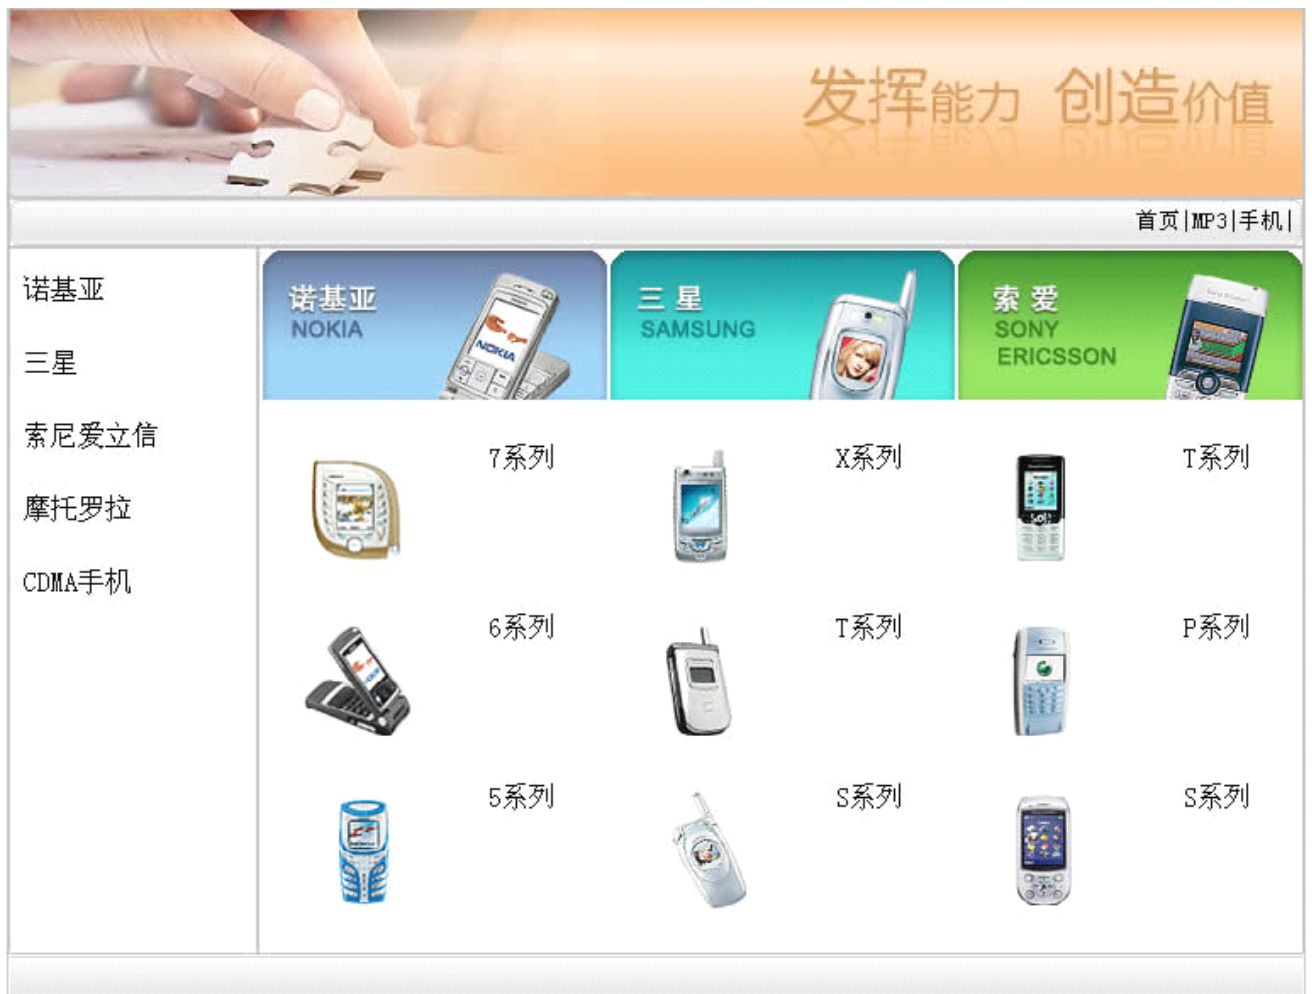 发挥能力 创造价值
首页|MP3|手机|
诺基亚
三星
索尼爱立信
摩托罗拉
CDMA手机
诺基亚
NOKIA
NOKIA
三星
SAMSUNG
索爱
SONY
ERICSSON
7系列
X系列
T系列
6系列
T系列
P系列
5系列
S系列
S系列